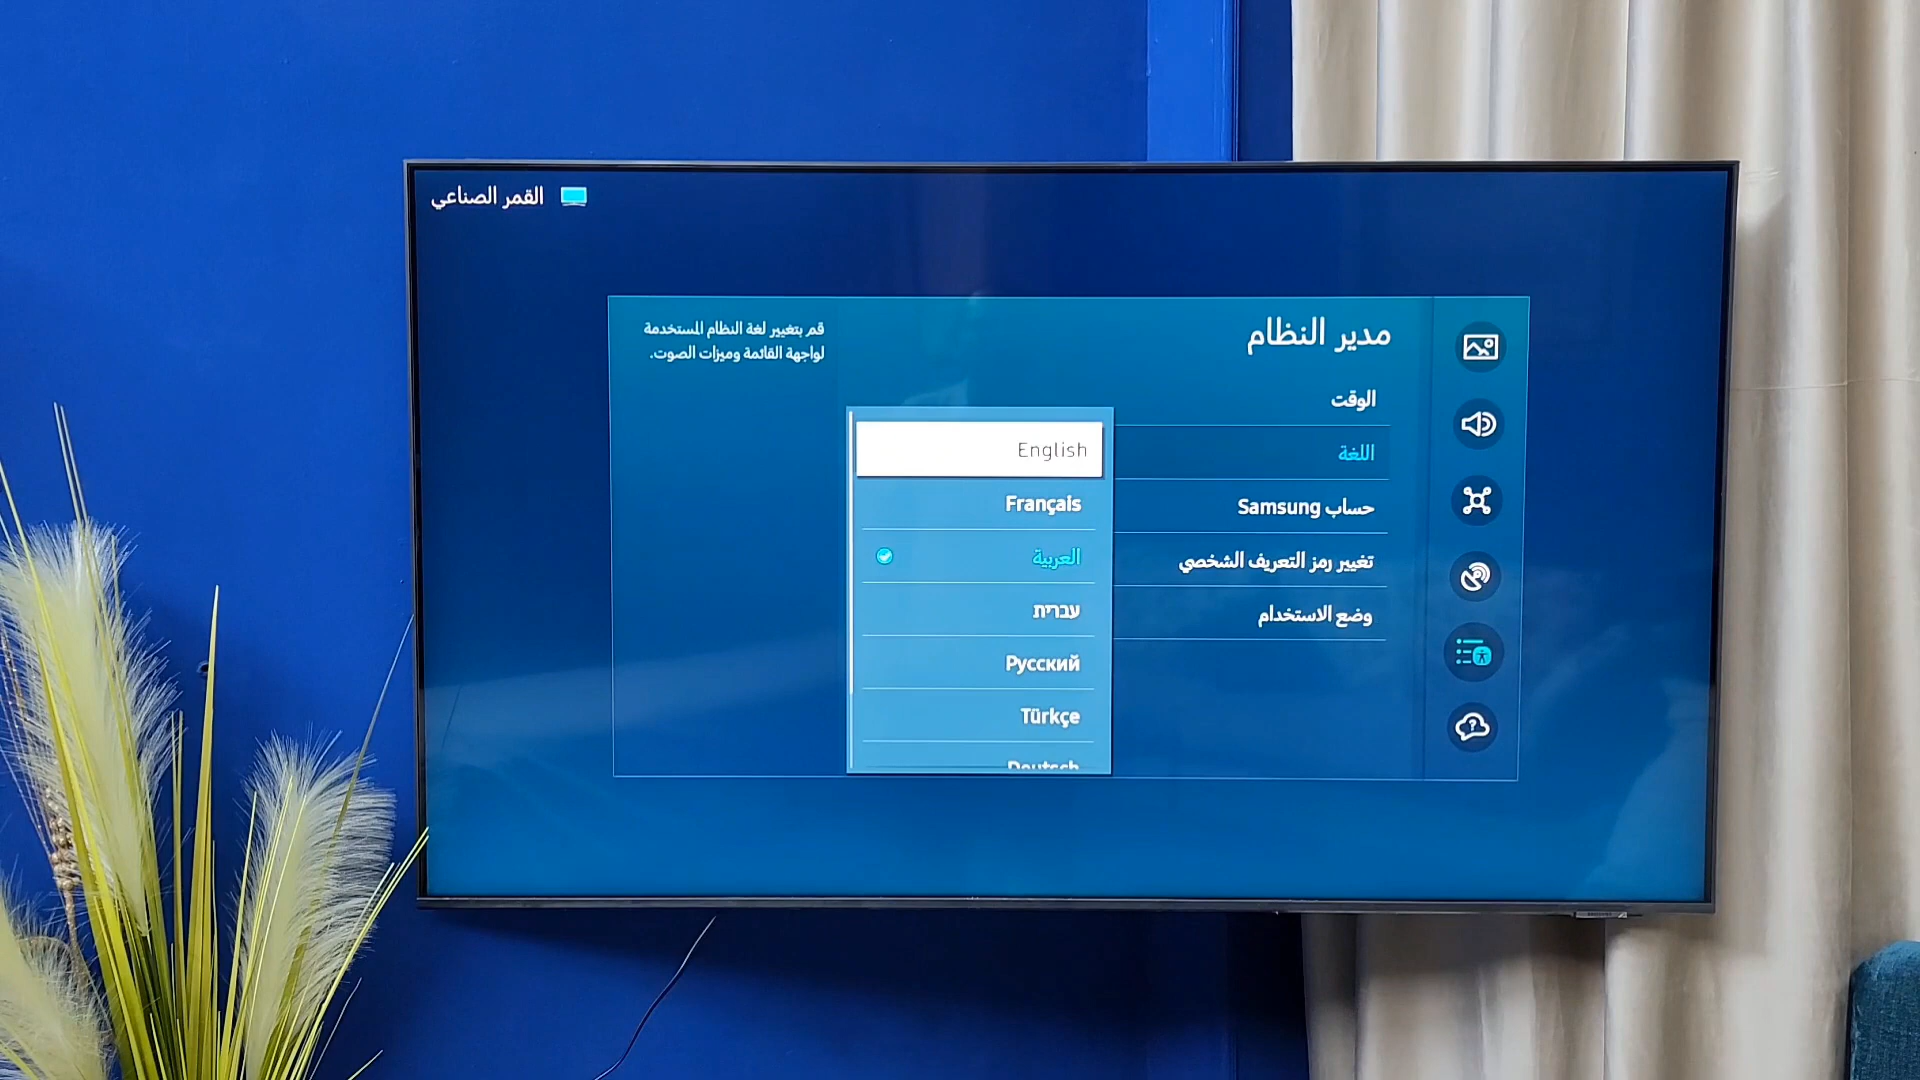 القمر الصناعي
مدير النظام
الوقت
اللغة
حساب Samsung
تغيير رمز التعريف الشخصي
وضع الاستخدام
English
Français
العربية
עברית
Русский
Türkçe
Deutsch
قم بتغيير لغة النظام المستخدمة
لواجهة القائمة وميزات الصوت.